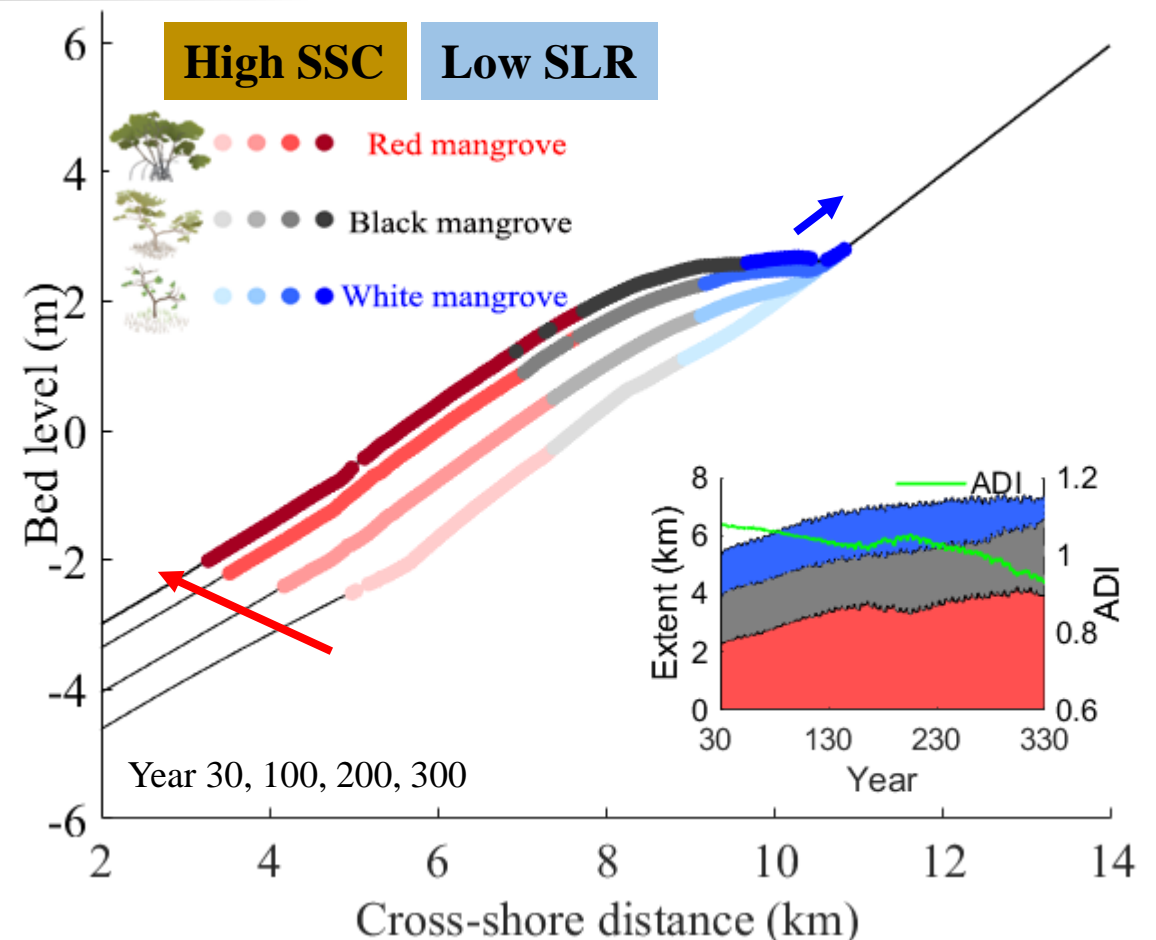 High SSC Low SLR
Red mangrove
Black mangrove
White mangrove
Bed level (m)
6
4
2
0
-2
-4
-6
Year 30, 100, 200, 300
2 4 6 8 10 12 14
Cross-shore distance (km)
ADI
Extent (km)
8
6
4
2
0
1.2
1
0.8
0.6
ADI
30 130 230 330
Year